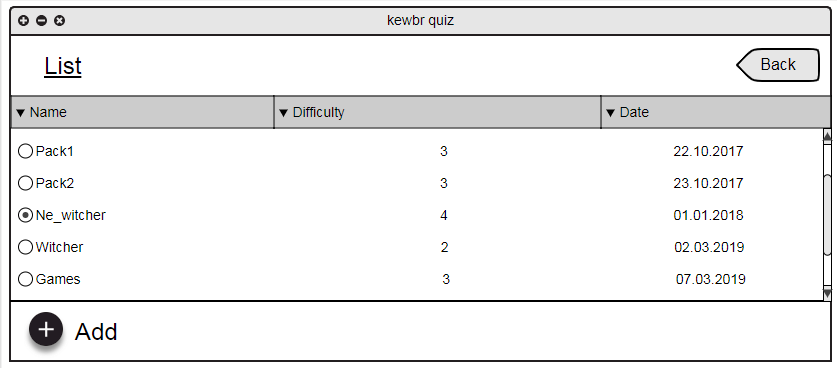 kewbr quiz
List
Back
Name Difficulty Date
Pack1 3 22.10.2017
Pack2 3 23.10.2017
Ne_witcher 4 01.01.2018
Witcher 2 02.03.2019
Games 3 07.03.2019
Add